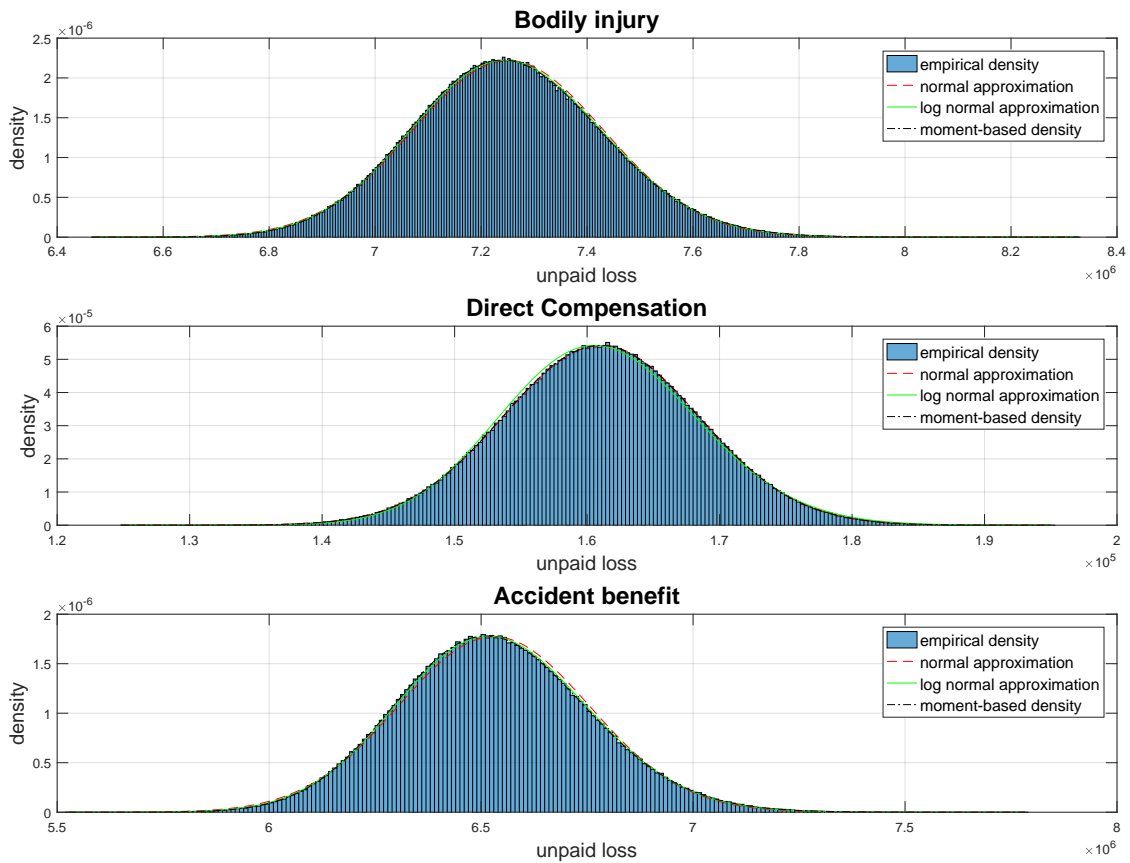 Bodily injury
×10^-6
2.5
2
1.5
1
0.5
0
density
6.4 6.6 6.8 7 7.2 7.4 7.6 7.8 8 8.2 8.4
unpaid loss
×10^6
empirical density
normal approximation
log normal approximation
moment-based density
Direct Compensation
×10^-5
6
5
4
3
2
1
0
density
1.2 1.3 1.4 1.5 1.6 1.7 1.8 1.9 2
unpaid loss
×10^5
empirical density
normal approximation
log normal approximation
moment-based density
Accident benefit
×10^-6
2
1.5
1
0.5
0
density
5.5 6 6.5 7 7.5 8
unpaid loss
×10^6
empirical density
normal approximation
log normal approximation
moment-based density